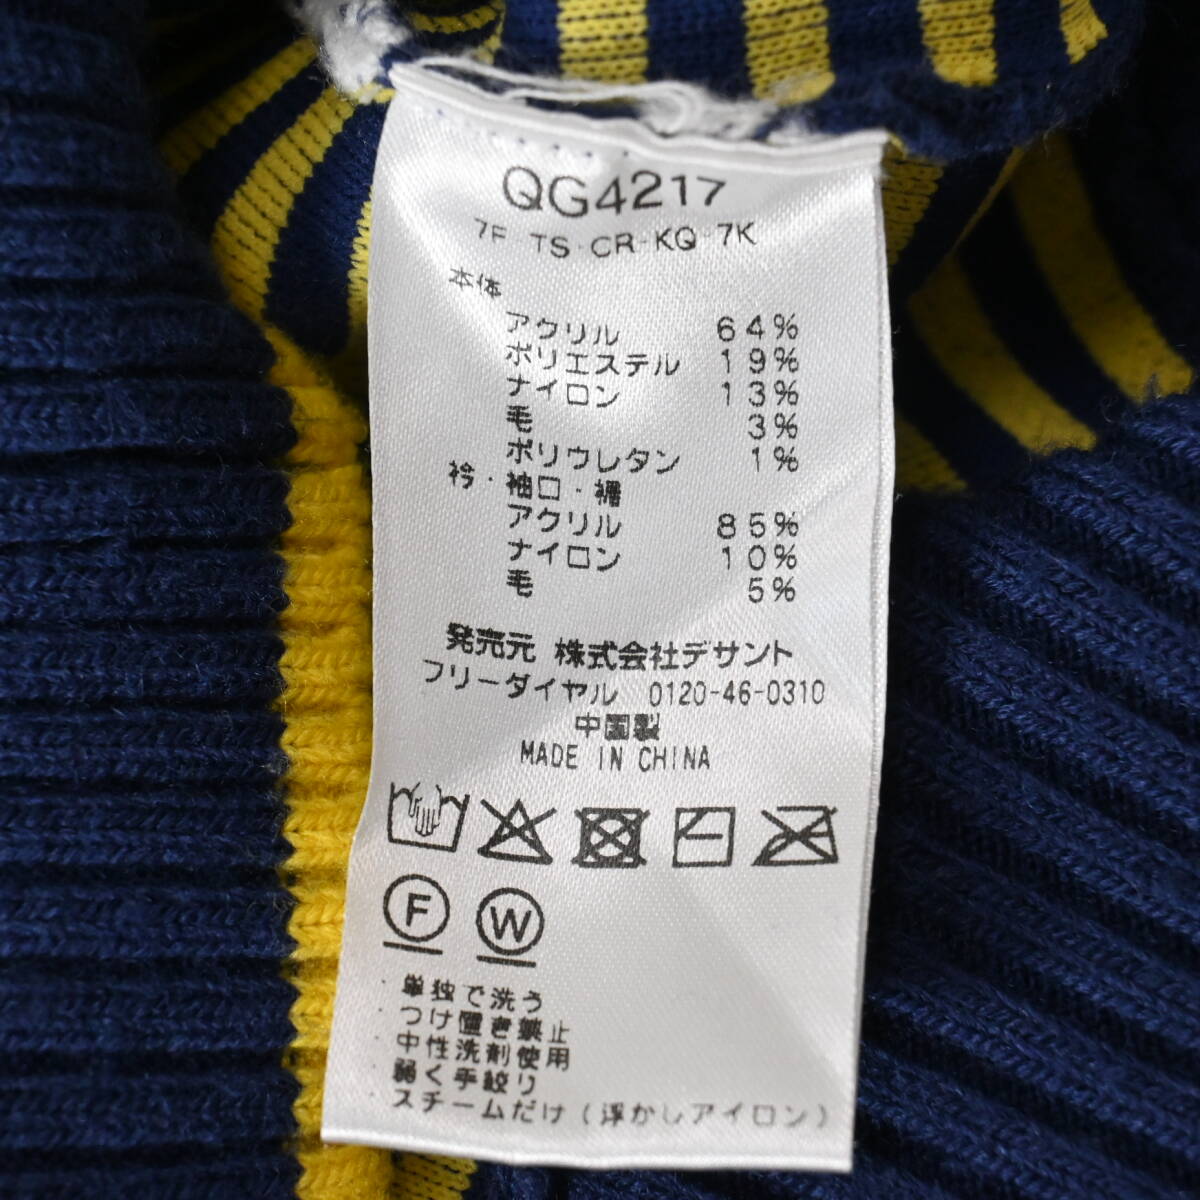 QG4217
7F TS・CR・KQ・7K
本体
アクリル 64%
ポリエステル 19%
ナイロン 13%
毛 3%
ポリウレタン 1%
衿・袖口・裾
アクリル 85%
ナイロン 10%
毛 5%
発売元 株式会社デサント
フリーダイヤル 0120-46-0310
中国製
MADE IN CHINA
F W
・単独で洗う
・つけ置き禁止
・中性洗剤使用
・弱く手絞り
・スチームだけ(浮かしアイロン)